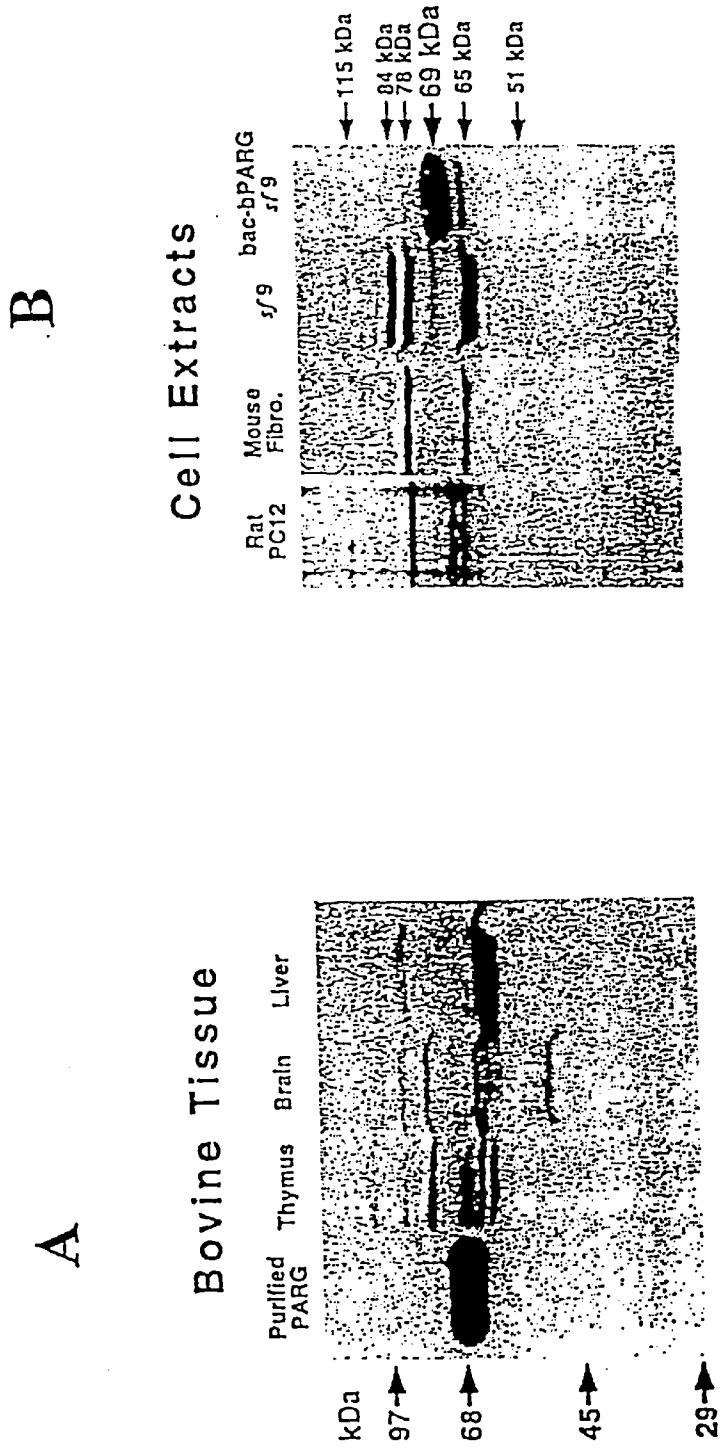 A
Bovine Tissue
Purified
PARG
Thymus
Brain
Liver
kDa
97
68
45
29
B
Cell Extracts
Rat
PC12
Mouse
Fibro.
sf9
bac-bPARG
sf9
115 kDa
84 kDa
78 kDa
69 kDa
65 kDa
51 kDa